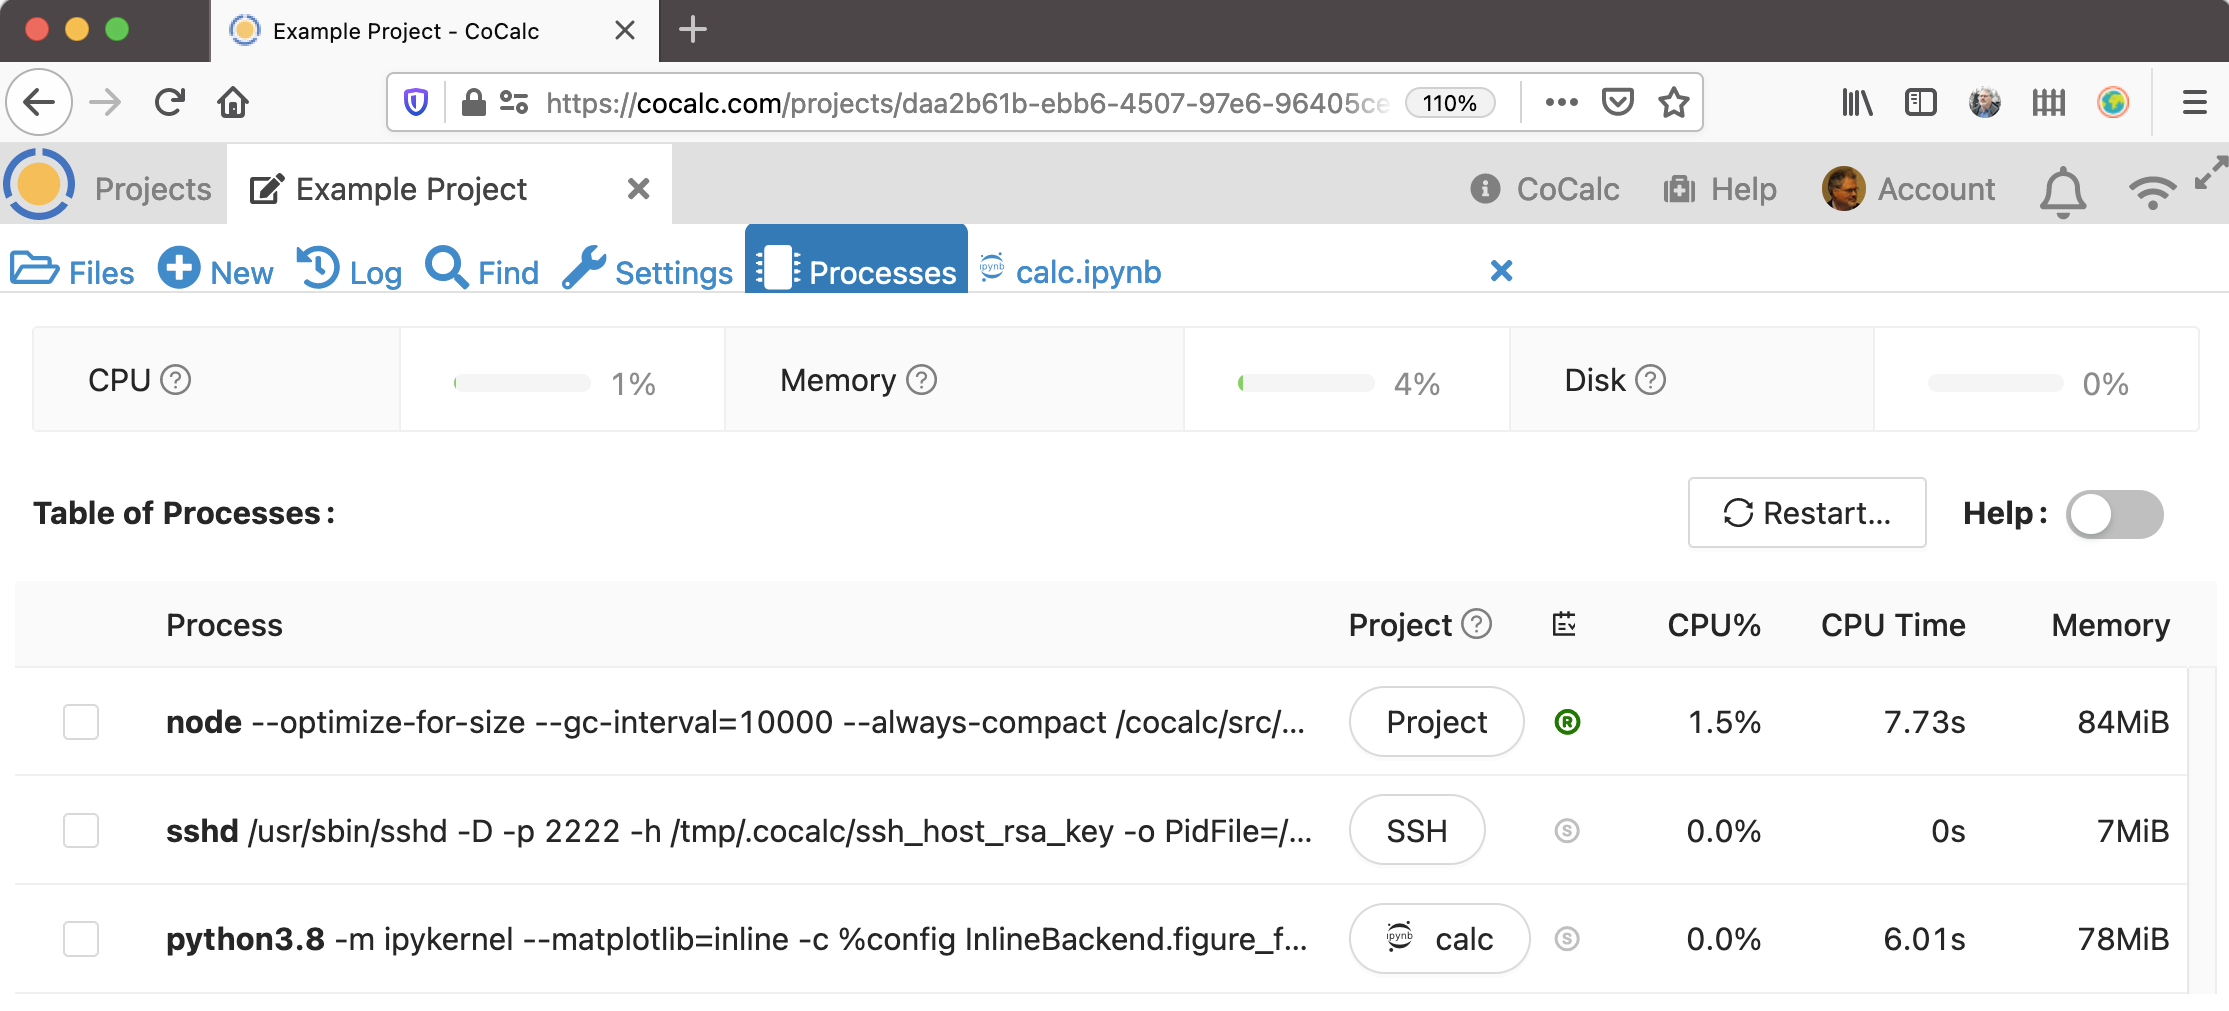 Example Project - CoCalc
https://cocalc.com/projects/daa2b61b-ebb6-4507-97e6-96405ce 110%
Projects Example Project CoCalc Help Account
Files New Log Find Settings Processes calc.ipynb
CPU 1% Memory 4% Disk 0%
Table of Processes: Restart... Help:
Process Project CPU% CPU Time Memory
node --optimize-for-size --gc-interval=10000 --always-compact /cocalc/src/... Project R 1.5% 7.73s 84MiB
sshd /usr/sbin/sshd -D -p 2222 -h /tmp/.cocalc/ssh_host_rsa_key -o PidFile=/... SSH S 0.0% 0s 7MiB
python3.8 -m ipykernel --matplotlib=inline -c %config InlineBackend.figure_f... ipynb calc S 0.0% 6.01s 78MiB